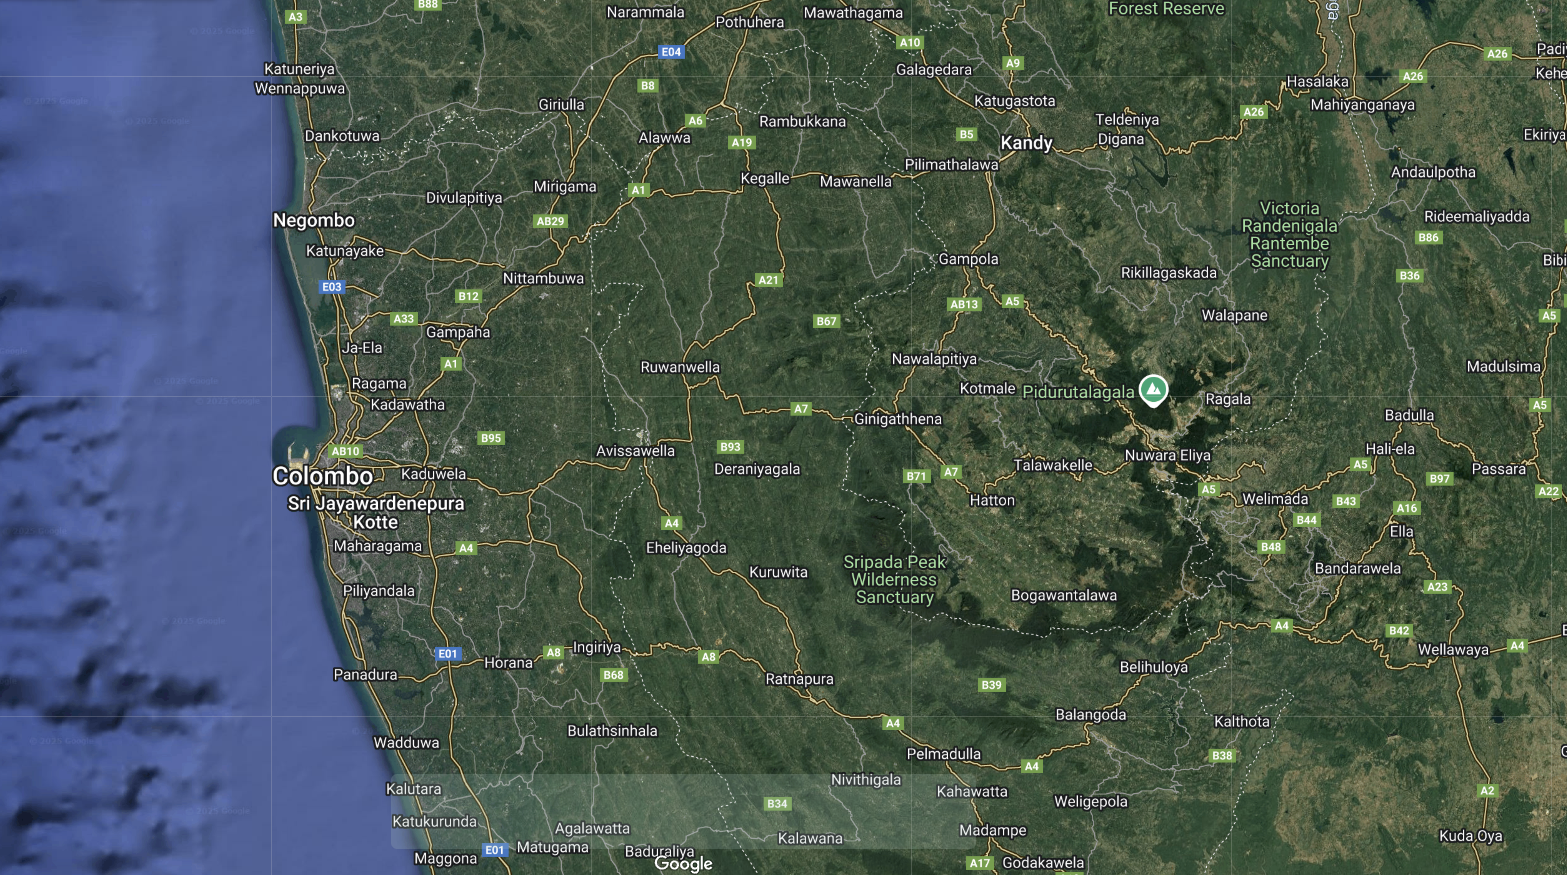 B88
A3
Narammala
Pothuhera
Mawathagama
Forest Reserve
E04
A10
A9
A26
A26
Katuneriya
Wennappuwa
Galagedara
Hasalaka
Mahiyanganaya
B8
Giriulla
Katugastota
A26
Dankotuwa
Alawwa
A6
Rambukkana
A19
B5
Kandy
Teldeniya
Digana
Pilimathalawa
Mirigama
A1
Kegalle
Mawanella
Andaulpotha
Divulapitiya
Negombo
AB29
Victoria
Randenigala
Rantembe
Sanctuary
Rideemaliyadda
B86
Katunayake
Nittambuwa
Gampola
Rikillagaskada
B36
E03
B12
A21
AB13
A5
A33
B67
Walapane
A5
Gampaha
Ja-Ela
A1
Ruwanwella
Nawalapitiya
Madulsima
Ragama
Kotmale
Pidurutalagala
Ragala
Kadawatha
A7
Ginigathhena
Badulla
A5
AB10
B95
Avissawella
B93
Hali-ela
Colombo
Kaduwela
Deraniyagala
B71
A7
Talawakelle
Nuwara Eliya
A5
B97
Passara
Sri Jayawardenepura
Kotte
Hatton
A5
Welimada
B43
A22
A16
A4
B44
Ella
Maharagama
A4
Eheliyagoda
B48
Sripada Peak
Wilderness
Sanctuary
Kuruwita
Bandarawela
Piliyandala
Bogawantalawa
A23
A4
B42
E01
Horana
A8
Ingiriya
A8
Wellawaya
A4
Panadura
B68
Ratnapura
B39
Belihuloya
Bulathsinhala
A4
Balangoda
Kalthota
Wadduwa
Pelmadulla
A4
B38
Kalutara
Nivithigala
Kahawatta
Weligepola
A2
Katukurunda
B34
Agalawatta
Kalawana
Madampe
Kuda Oya
Maggona
E01
Matugama
Baduraliya
Google
A17
Godakawela